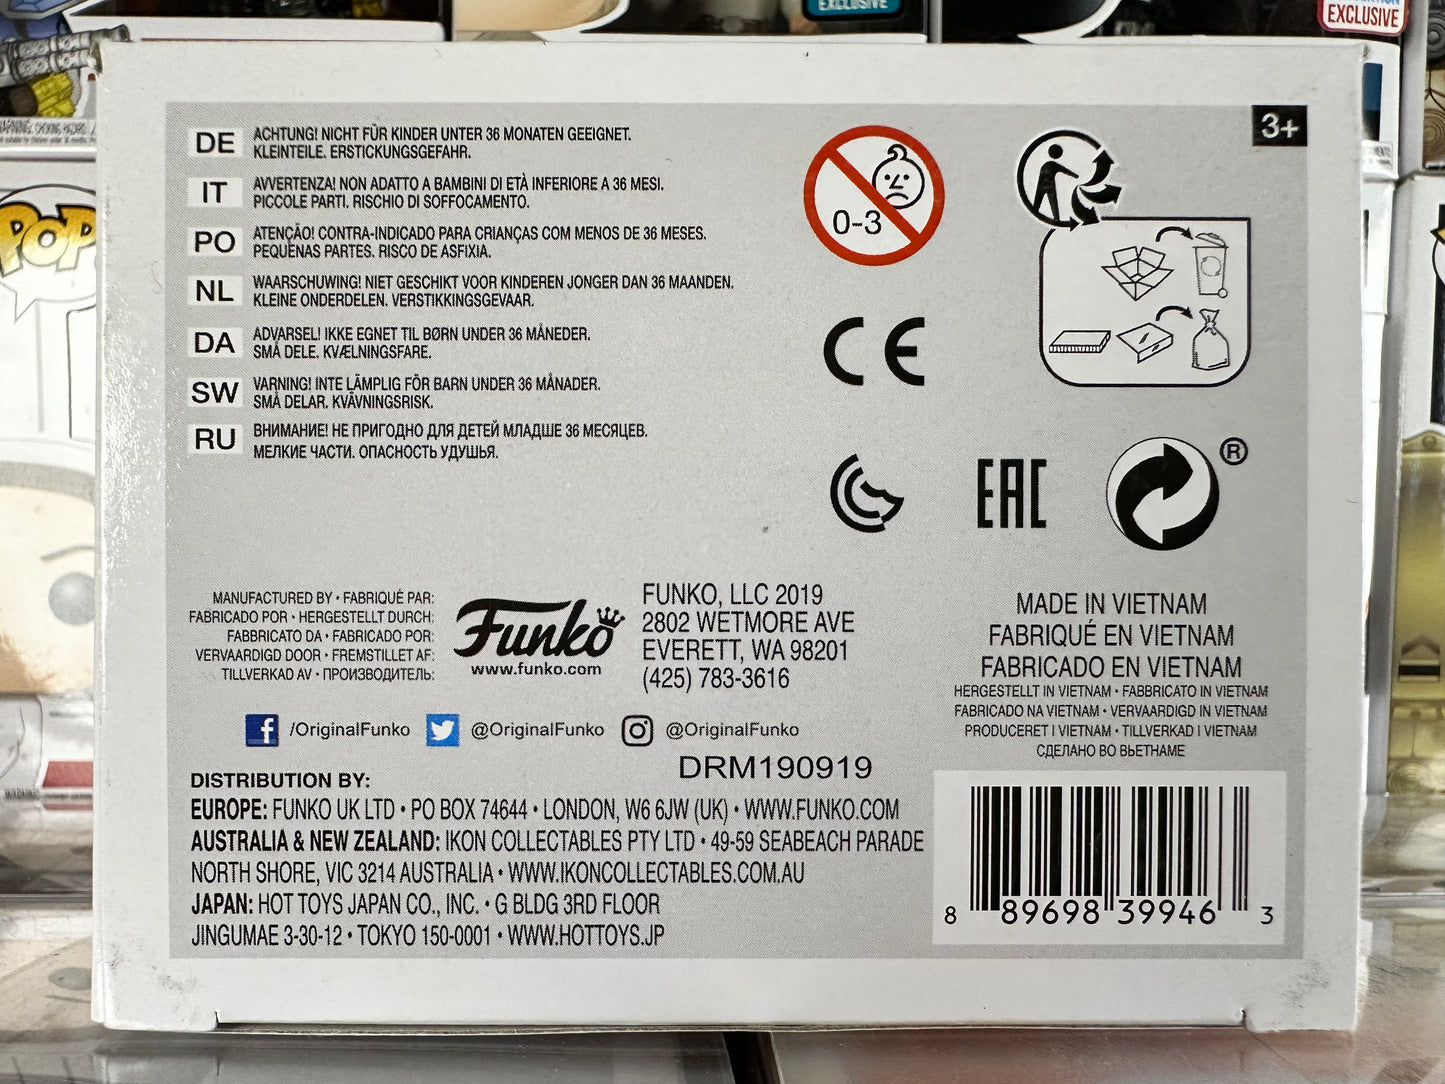 EXCLUSIVE
EXCLUSIVE
POP
3+
DE ACHTUNG! NICHT FÜR KINDER UNTER 36 MONATEN GEEIGNET.
KLEINTEILE. ERSTICKUNGSGEFAHR.
IT AVVERTENZA! NON ADATTO A BAMBINI DI ETÀ INFERIORE A 36 MESI.
PICCOLE PARTI. RISCHIO DI SOFFOCAMENTO.
PO ATENÇÃO! CONTRA-INDICADO PARA CRIANÇAS COM MENOS DE 36 MESES.
PEQUENAS PARTES. RISCO DE ASFIXIA.
NL WAARSCHUWING! NIET GESCHIKT VOOR KINDEREN JONGER DAN 36 MAANDEN.
KLEINE ONDERDELEN. VERSTIKKINGSGEVAAR.
DA ADVARSEL! IKKE EGNET TIL BØRN UNDER 36 MÅNEDER.
SMÅ DELE. KVÆLNINGSFARE.
SW VARNING! INTE LÄMPLIG FÖR BARN UNDER 36 MÅNADER.
SMÅ DELAR. KVÄVNINGSRISK.
RU ВНИМАНИЕ! НЕ ПРИГОДНО ДЛЯ ДЕТЕЙ МЛАДШЕ 36 МЕСЯЦЕВ.
МЕЛКИЕ ЧАСТИ. ОПАСНОСТЬ УДУШЬЯ.
0-3
CE
EAC
®
MANUFACTURED BY • FABRIQUÉ PAR:
FABRICADO POR • HERGESTELLT DURCH:
FABBRICATO DA • FABRICADO POR:
VERVAARDIGD DOOR • FREMSTILLET AF:
TILLVERKAD AV • ПРОИЗВОДИТЕЛЬ:
Funko
www.funko.com
FUNKO, LLC 2019
2802 WETMORE AVE
EVERETT, WA 98201
(425) 783-3616
MADE IN VIETNAM
FABRIQUÉ EN VIETNAM
FABRICADO EN VIETNAM
HERGESTELLT IN VIETNAM • FABBRICATO IN VIETNAM
FABRICADO NA VIETNAM • VERVAARDIGD IN VIETNAM
PRODUCERET I VIETNAM • TILLVERKAD I VIETNAM
СДЕЛАНО ВО ВЬЕТНАМЕ
/OriginalFunko @OriginalFunko @OriginalFunko
DRM190919
DISTRIBUTION BY:
EUROPE: FUNKO UK LTD • PO BOX 74644 • LONDON, W6 6JW (UK) • WWW.FUNKO.COM
AUSTRALIA & NEW ZEALAND: IKON COLLECTABLES PTY LTD • 49-59 SEABEACH PARADE
NORTH SHORE, VIC 3214 AUSTRALIA • WWW.IKONCOLLECTABLES.COM.AU
JAPAN: HOT TOYS JAPAN CO., INC. • G BLDG 3RD FLOOR
JINGUMAE 3-30-12 • TOKYO 150-0001 • WWW.HOTTOYS.JP
8 89698 39946 3